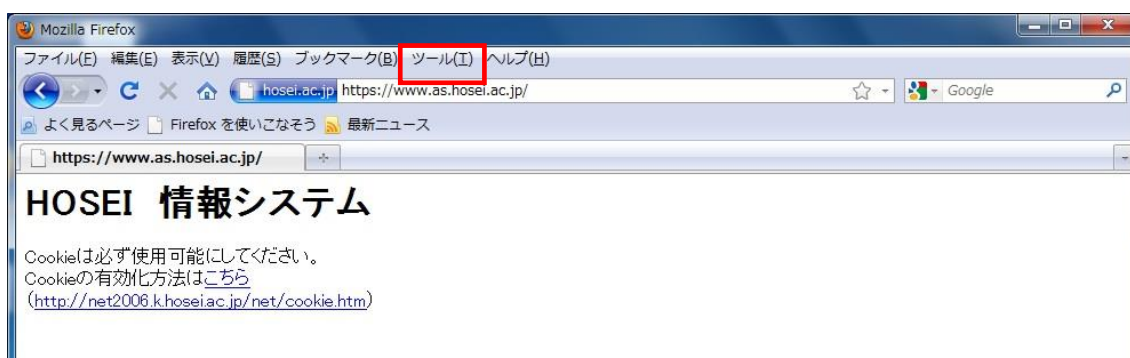 Mozilla Firefox
ファイル(F) 編集(E) 表示(V) 履歴(S) ブックマーク(B) ツール(T) ヘルプ(H)
hosei.ac.jp https://www.as.hosei.ac.jp/ Google
よく見るページ Firefox を使いこなそう 最新ニュース
https://www.as.hosei.ac.jp/
HOSEI 情報システム
Cookieは必ず使用可能にしてください。
Cookieの有効化方法はこちら
(http://net2006.k.hosei.ac.jp/net/cookie.htm)